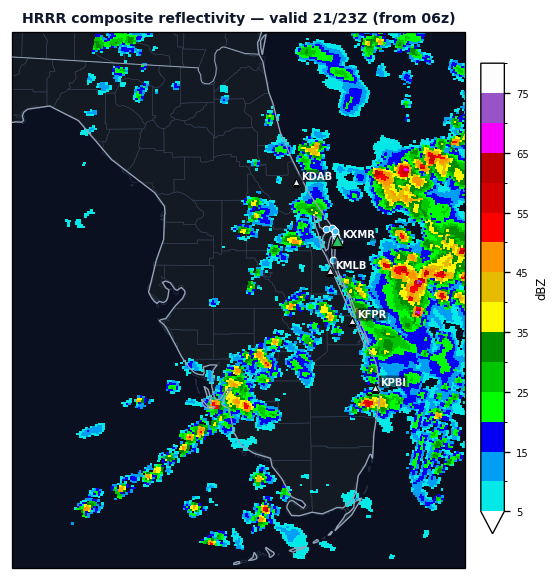 HRRR composite reflectivity — valid 21/23Z (from 06z)
KDAB
KXMR
KMLB
KFPR
KPBI
75
65
55
45
35
25
15
5
dBZ